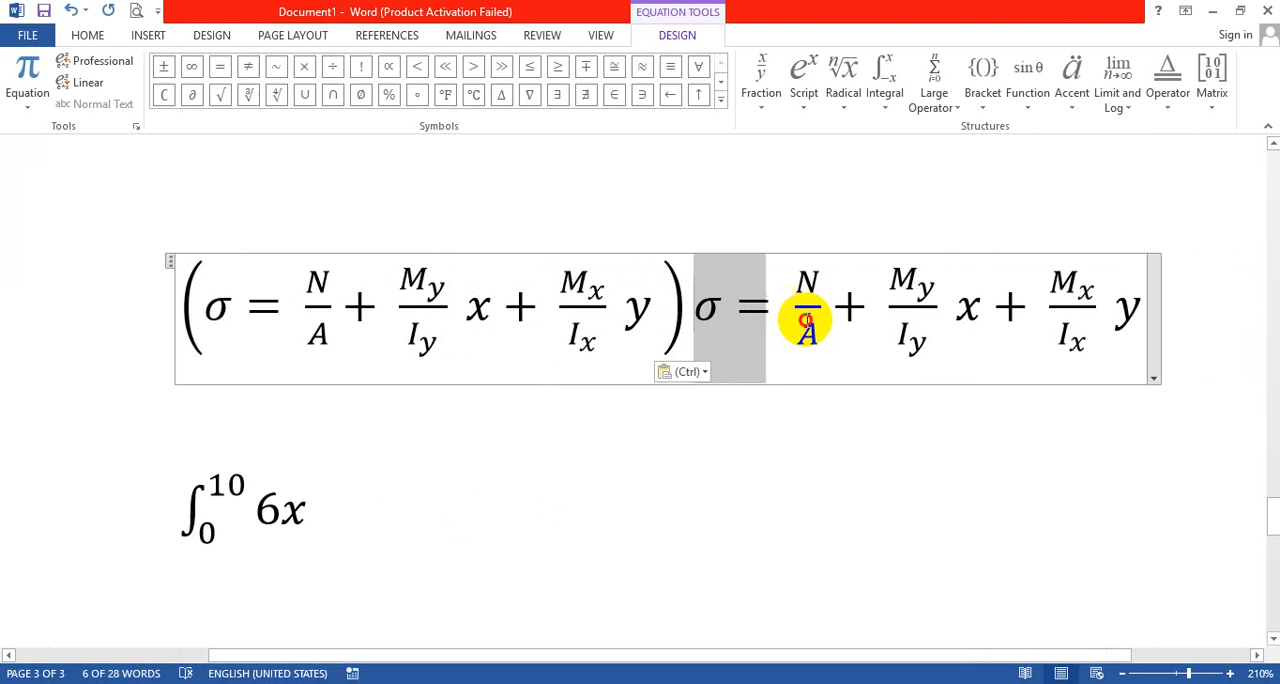 Document1 - Word (Product Activation Failed)
EQUATION TOOLS
?
FILE HOME INSERT DESIGN PAGE LAYOUT REFERENCES MAILINGS REVIEW VIEW DESIGN Sign in
π Equation
Professional
Linear
abc Normal Text
Tools
± ∞ = ≠ ~ × ÷ ! ∝ < ≪ > ≫ ≤ ≥ ∓ ≅ ≈ ≡ ∀
∁ ∂ √ ∛ ∜ ∪ ∩ ∅ % ° °F °C ∆ ∇ ∃ ∄ ∈ ∋ ← ↑
Symbols
Fraction Script Radical Integral Large Operator Bracket Function Accent Limit and Log Operator Matrix
Structures
(σ = N/A + M_y/I_y x + M_x/I_x y) σ = N/A + M_y/I_y x + M_x/I_x y
(Ctrl)
∫_0^10 6x
PAGE 3 OF 3 6 OF 28 WORDS ENGLISH (UNITED STATES) 210%